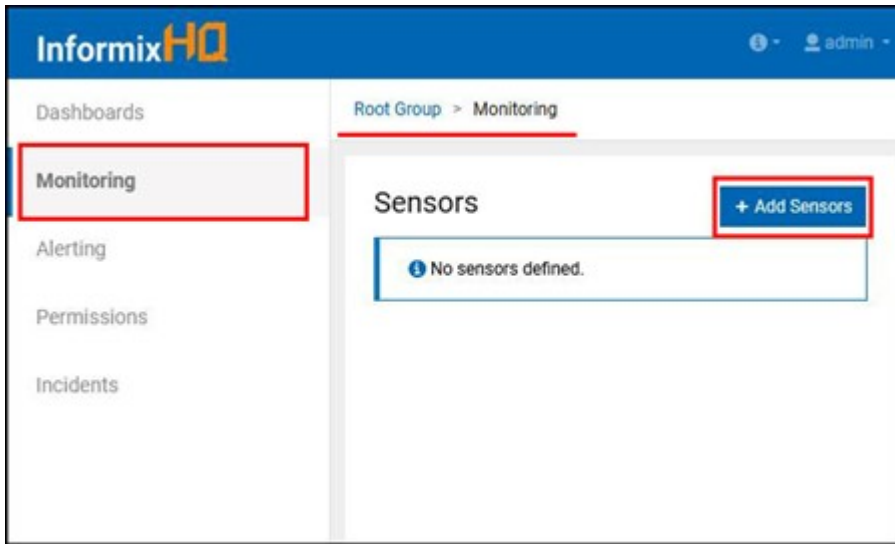 InformixHQ
admin
Dashboards
Root Group > Monitoring
Monitoring
Sensors
+ Add Sensors
Alerting
No sensors defined.
Permissions
Incidents